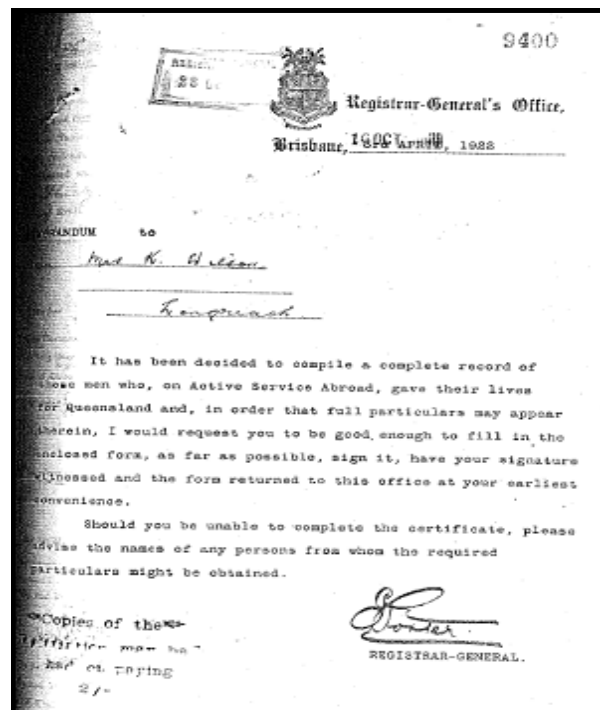 9400
Registrar-General's Office,
Brisbane, 1922
to
Mrs K. Wilson
It has been decided to compile a complete record of
those men who, on Active Service Abroad, gave their lives
for Queensland and, in order that full particulars may appear
therein, I would request you to be good enough to fill in the
enclosed form, as far as possible, sign it, have your signature
witnessed and the form returned to this office at your earliest
convenience.
Should you be unable to complete the certificate, please
advise the names of any persons from whom the required
particulars might be obtained.
Copies of the
paying
2/-
REGISTRAR-GENERAL.